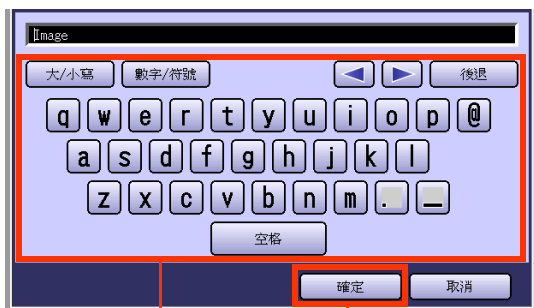 Image
大/小寫 數字/符號 後退
q w e r t y u i o p @
a s d f g h j k l
z x c v b n m . _
空格
確定 取消